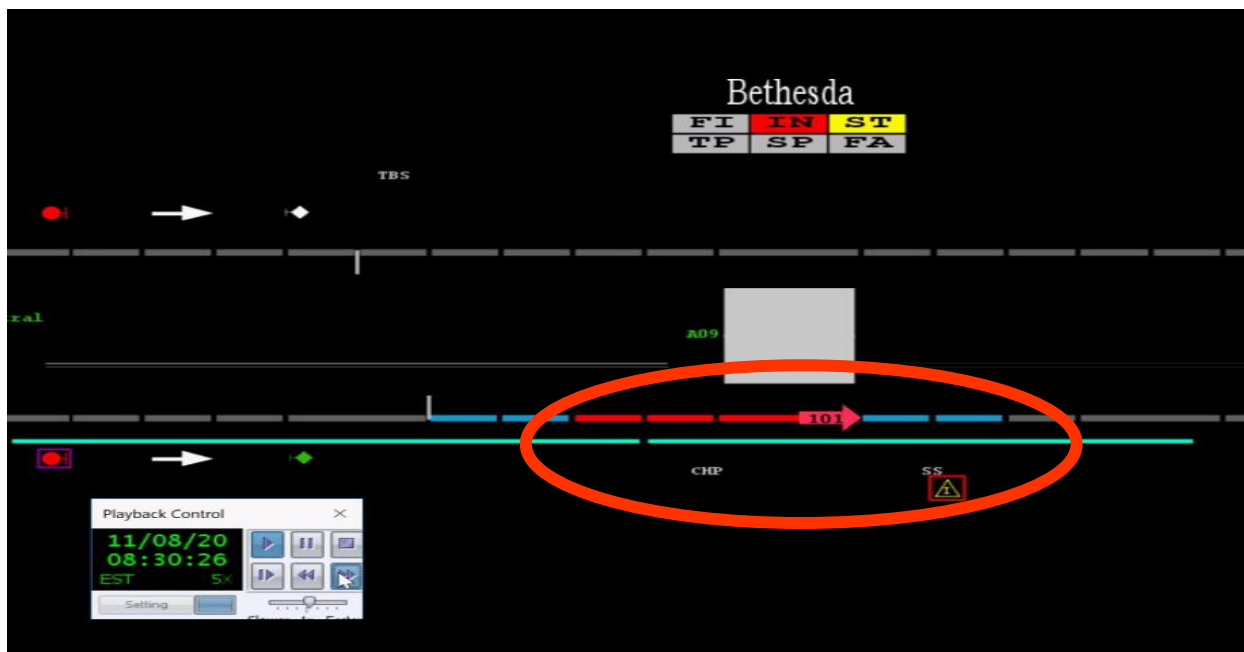 Bethesda
FI IN ST
TP SP FA
TBS
ral
A09
101
CHP
SS
I
Playback Control
11/08/20
08:30:26
EST 5X
Setting